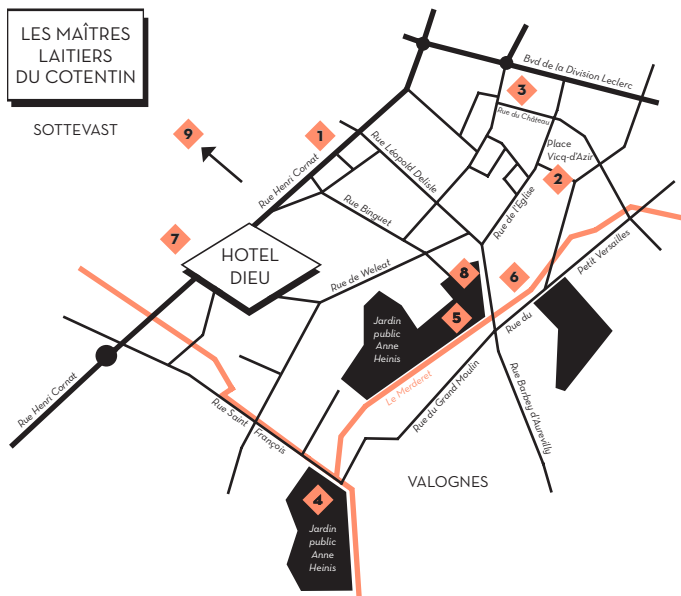 LES MAÎTRES
LAITIERS
DU COTENTIN
SOTTEVAST
Bvd de la Division Leclerc
3
Rue du Château
9
1
Rue Léopold Delisle
Place
Vicq-d'Azir
Rue Henri Cornat
2
Rue Binguet
Rue de l'Eglise
7
HOTEL
DIEU
Rue de Weleat
8
6
Petit Versailles
Rue du
5
Jardin
public
Anne
Heinis
Le Merderet
Rue du Grand Moulin
Rue Barbey d'Aurevilly
Rue Henri Cornat
Rue Saint François
VALOGNES
4
Jardin
public
Anne
Heinis